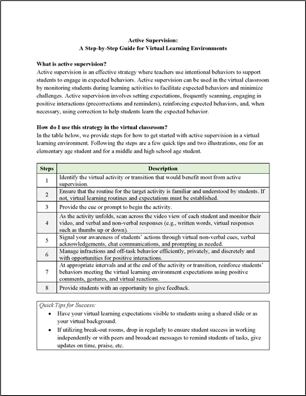 Active Supervision:
A Step-by-Step Guide for Virtual Learning Environments
What is active supervision?
Active supervision is an effective strategy where teachers use intentional behaviors to support
students to engage in expected behaviors. Active supervision can be used in the virtual classroom
by monitoring students during learning activities to facilitate expected behaviors and minimize
challenges. Active supervision involves setting expectations, frequently scanning, engaging in
positive interactions (precorrections and reminders), reinforcing expected behaviors, and, when
necessary, using correction to help students learn the expected behavior.
How do I use this strategy in the virtual classroom?
In the table below, we provide steps for how to get started with active supervision in a virtual
learning environment. Following the steps are a few quick tips and two illustrations, one for an
elementary age student and for a middle and high school age student.
Steps Description
1 Identify the virtual activity or transition that would benefit most from active
supervision.
2 Ensure that the routine for the target activity is familiar and understood by students. If
not, virtual learning routines and expectations must be established.
3 Provide the cue or prompt to begin the activity.
4 As the activity unfolds, scan across the video view of each student and monitor their
video, and verbal and non-verbal responses (e.g., written words, virtual responses
such as thumbs up or down).
5 Signal your awareness of students' actions through virtual non-verbal cues, verbal
acknowledgements, chat communications, and prompting as needed.
6 Manage infractions and off-task behavior efficiently, privately, and discretely and
with opportunities for positive interactions.
7 At appropriate intervals and at the end of the activity or transition, reinforce students'
behaviors meeting the virtual learning environment expectations using positive
comments, gestures, and virtual reactions.
8 Provide students with an opportunity to give feedback.
Quick Tips for Success:
• Have your virtual learning expectations visible to students using a shared slide or as
your virtual background.
• If utilizing break-out rooms, drop in regularly to ensure student success in working
independently or with peers and broadcast messages to remind students of tasks, give
updates on time, praise, etc.